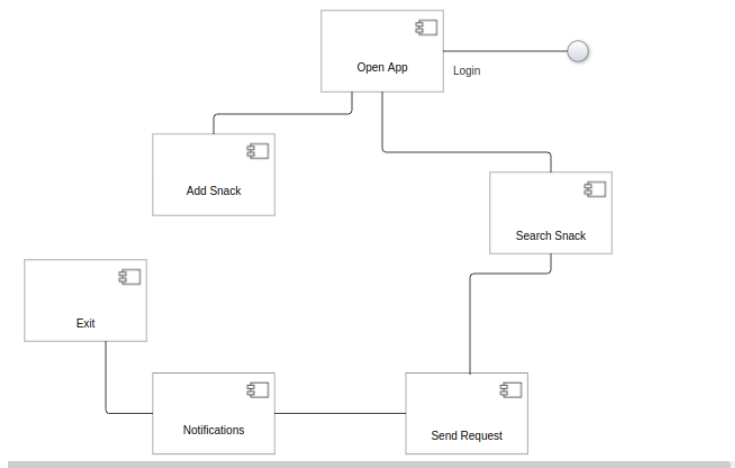 Open App
Login
Add Snack
Search Snack
Exit
Notifications
Send Request